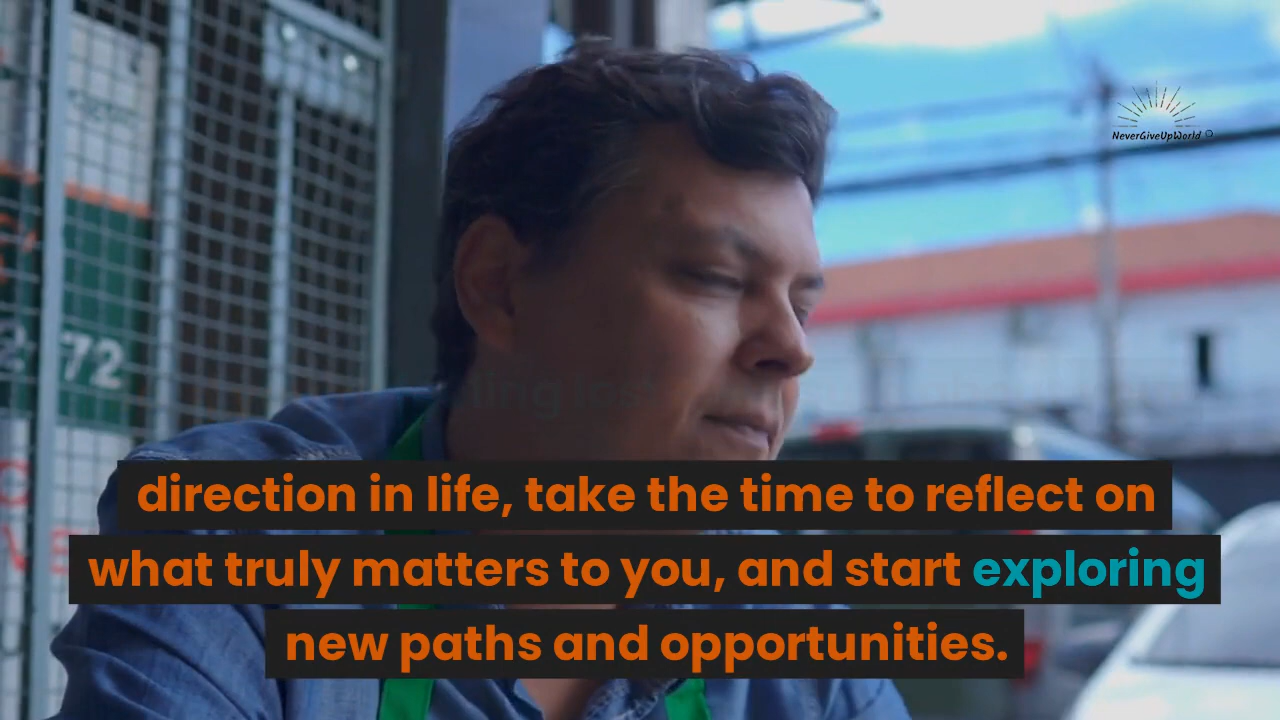 NeverGiveUpWorld
72
direction in life, take the time to reflect on
what truly matters to you, and start exploring
new paths and opportunities.